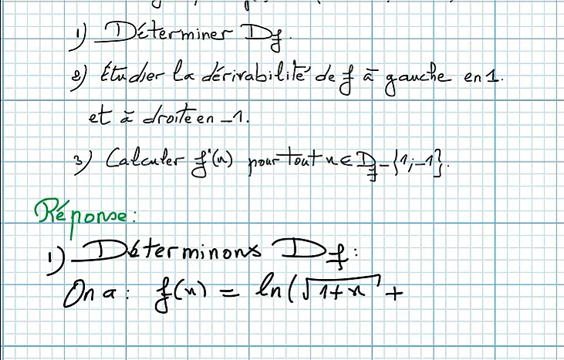 1) Déterminer Df.
2) étudier la dérivabilité de f à gauche en 1.
et à droite en -1.
3) Calculer f'(x) pour tout x ∈ Df - {1; -1}.
Réponse:
1) Déterminons Df:
On a: f(x) = ln(√1+x +